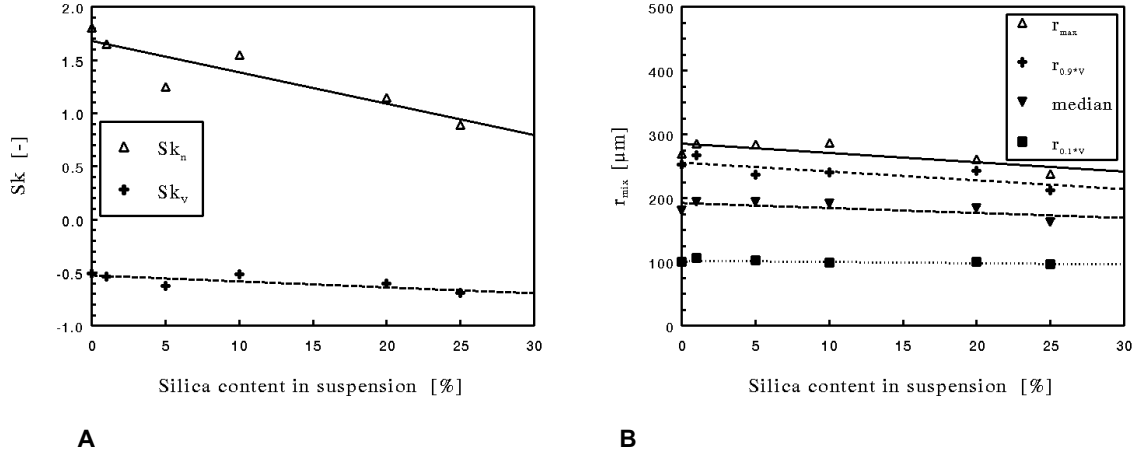 2.0
1.5
1.0
0.5
0.0
-0.5
-1.0
Sk [-]
Sk_n
Sk_v
0 5 10 15 20 25 30
Silica content in suspension [%]
A
500
400
300
200
100
0
r_mix [µm]
r_max
r_0.9*V
median
r_0.1*V
0 5 10 15 20 25 30
Silica content in suspension [%]
B